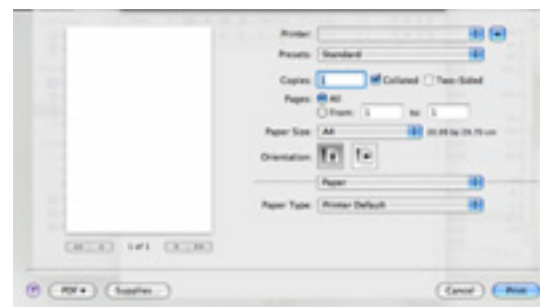 Printer:
Presets: Standard
Copies: 1 Collated Two-Sided
Pages: All
From: 1 to: 1
Paper Size: A4 20.99 by 29.70 cm
Orientation:
Paper
Paper Type: Printer Default
1 of 1
? PDF Supplies... Cancel Print